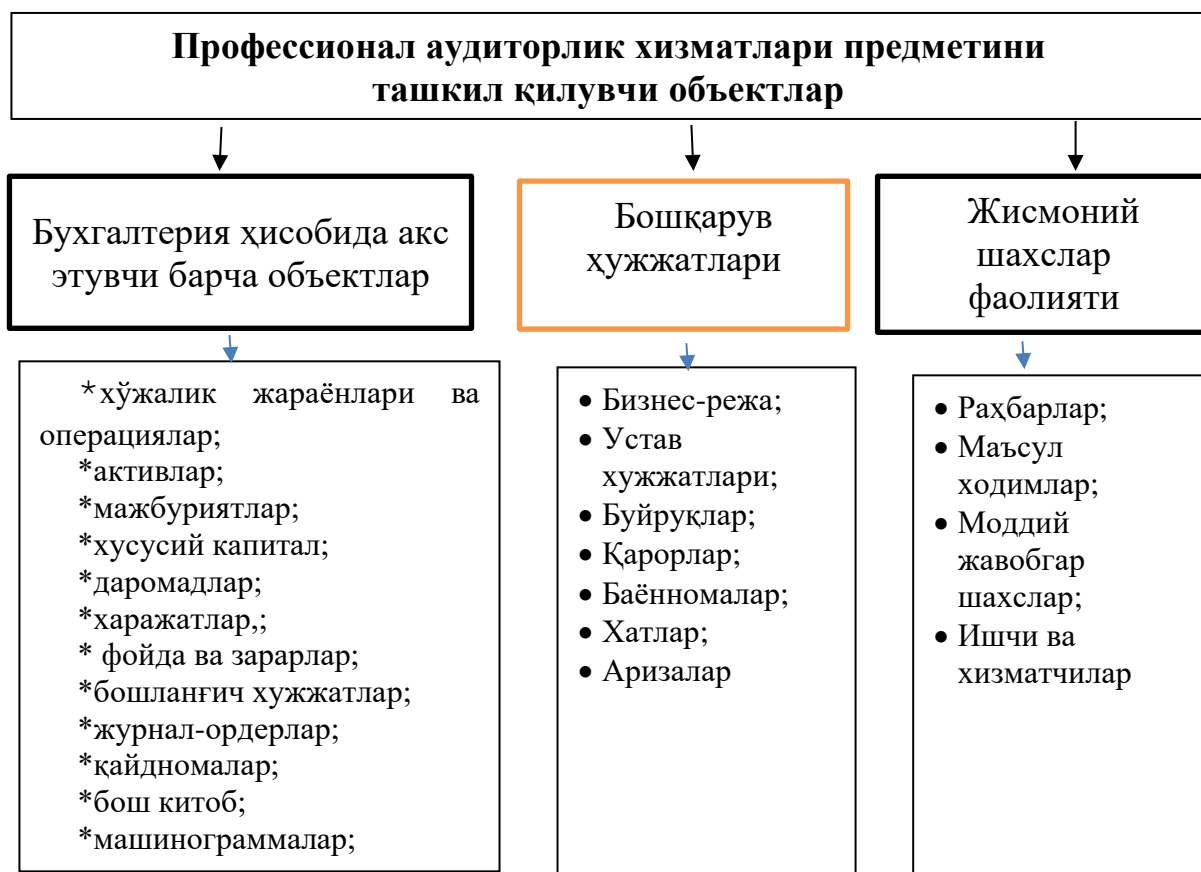 Профессионал аудиторлик хизматлари предметини
ташкил қилувчи объектлар
Бухгалтерия ҳисобида акс
этувчи барча объектлар
*хўжалик жараёнлари ва
операциялар;
*активлар;
*мажбуриятлар;
*хусусий капитал;
*даромадлар;
*харажатлар,;
* фойда ва зарарлар;
*бошланғич хужжатлар;
*журнал-ордерлар;
*қайдномалар;
*бош китоб;
*машинограммалар;
Бошқарув
ҳужжатлари
• Бизнес-режа;
• Устав
хужжатлари;
• Буйруқлар;
• Қарорлар;
• Баённомалар;
• Хатлар;
• Аризалар
Жисмоний
шахслар
фаолияти
• Раҳбарлар;
• Маъсул
ходимлар;
• Моддий
жавобгар
шахслар;
• Ишчи ва
хизматчилар